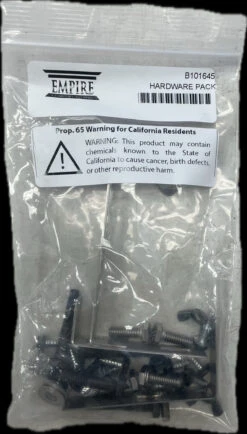 EMPIRE
B101645
HARDWARE PACK
Prop. 65 Warning for California Residents
WARNING: This product may contain
chemicals known to the State of
California to cause cancer, birth defects,
or other reproductive harm.